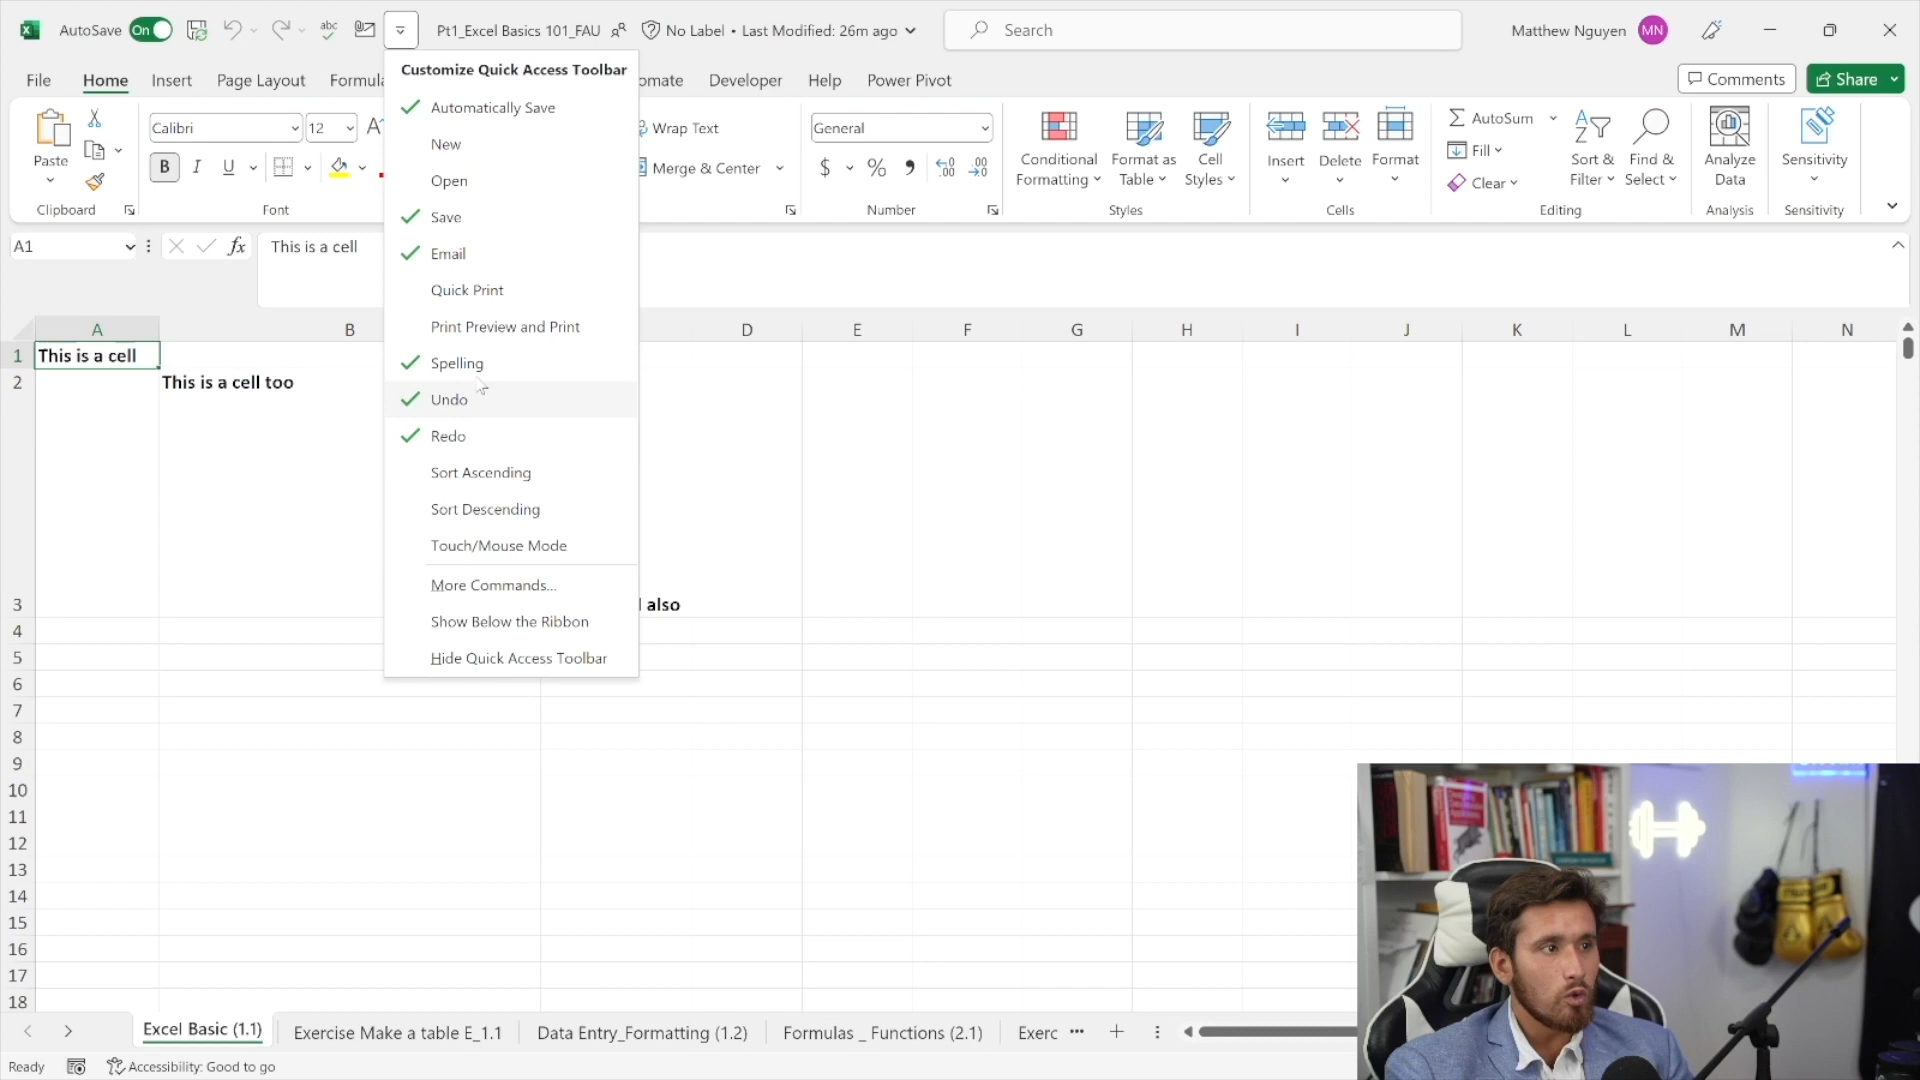 AutoSave On Pt1_Excel Basics 101_FAU No Label • Last Modified: 26m ago Search Matthew Nguyen MN
File Home Insert Page Layout Developer Help Power Pivot Comments Share
Customize Quick Access Toolbar
Automatically Save
New
Open
Save
Email
Quick Print
Print Preview and Print
Spelling
Undo
Redo
Sort Ascending
Sort Descending
Touch/Mouse Mode
More Commands...
Show Below the Ribbon
Hide Quick Access Toolbar
Paste
Clipboard
Calibri 12
B I U
Font
Wrap Text
Merge & Center
General
$ % 9
Number
Conditional Formatting
Format as Table
Cell Styles
Styles
Insert Delete Format
Cells
AutoSum
Fill
Clear
Sort & Filter
Find & Select
Editing
Analyze Data
Analysis
Sensitivity
Sensitivity
A1 fx This is a cell
A B D E F G H I J K L M N
1 This is a cell
2 This is a cell too
3 also
4
5
6
7
8
9
10
11
12
13
14
15
16
17
18
Excel Basic (1.1) Exercise Make a table E_1.1 Data Entry_Formatting (1.2) Formulas _ Functions (2.1) Exerc
Ready Accessibility: Good to go